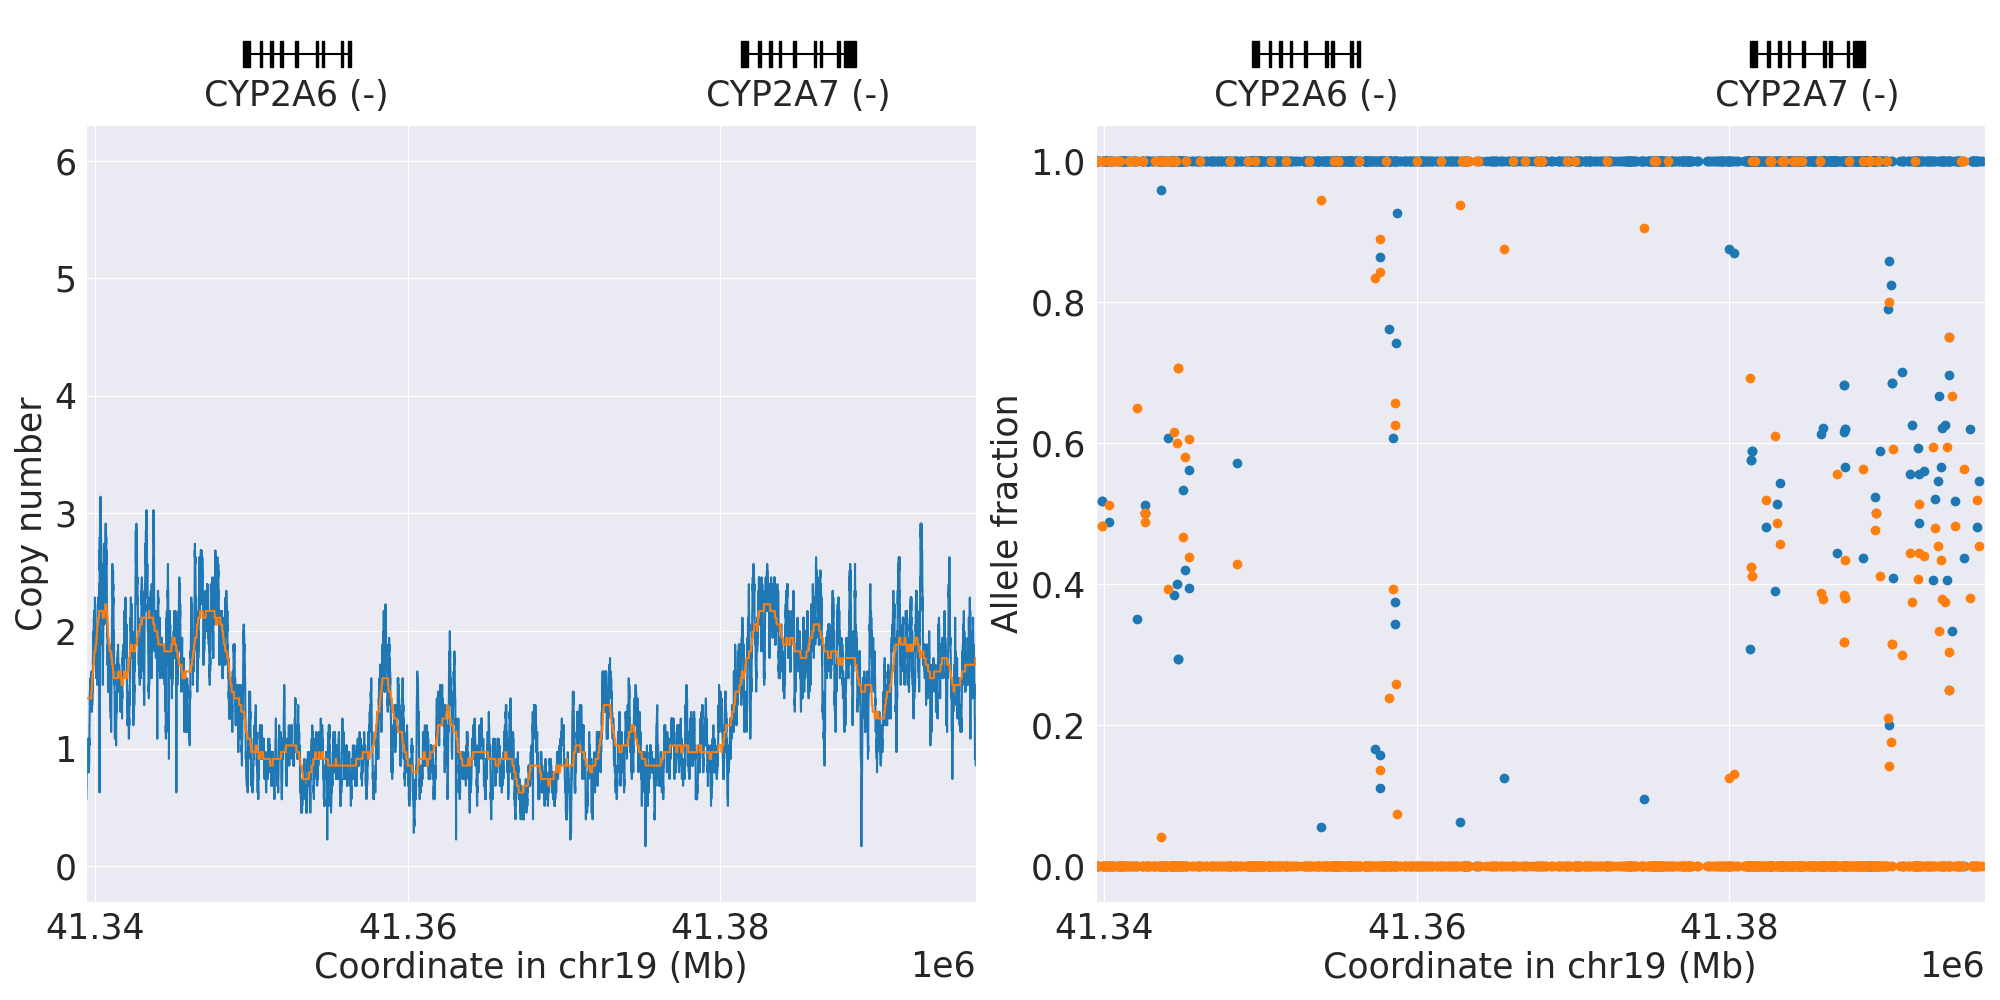 CYP2A6 (-)
CYP2A7 (-)
CYP2A6 (-)
CYP2A7 (-)
Copy number
6
5
4
3
2
1
0
41.34
41.36
41.38
Coordinate in chr19 (Mb)
1e6
Allele fraction
1.0
0.8
0.6
0.4
0.2
0.0
41.34
41.36
41.38
Coordinate in chr19 (Mb)
1e6